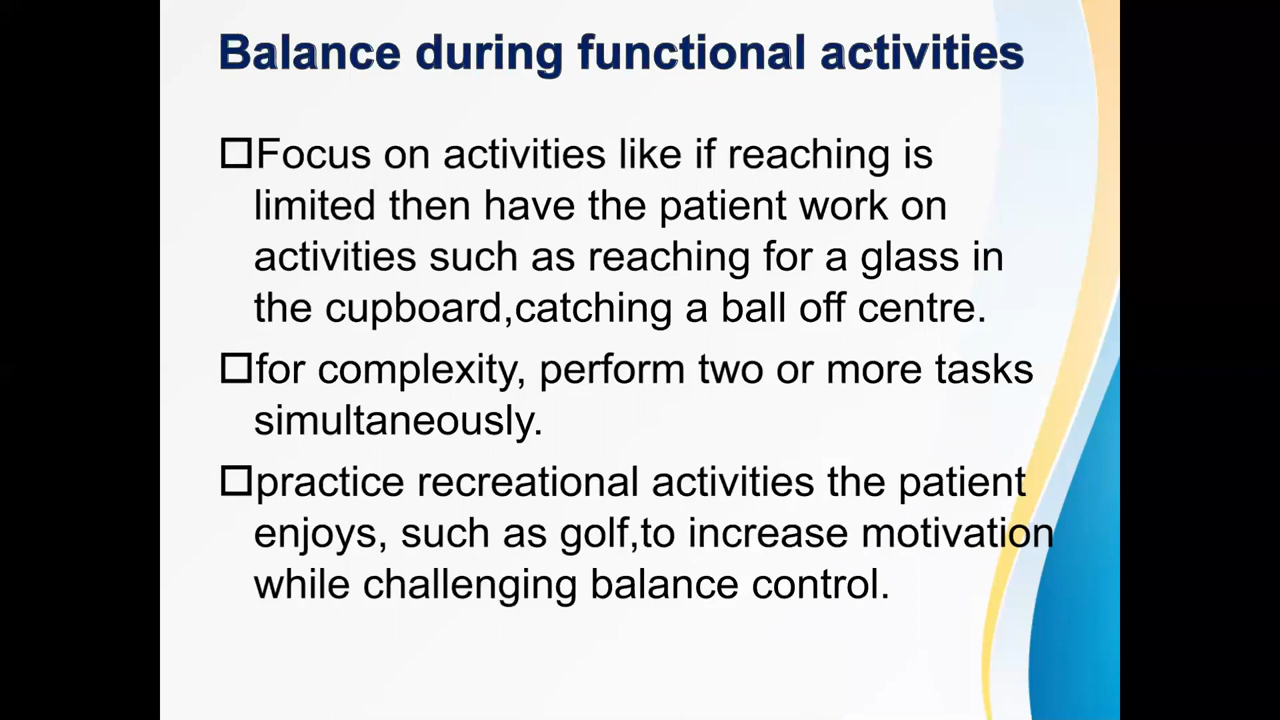 Balance during functional activities
□Focus on activities like if reaching is
limited then have the patient work on
activities such as reaching for a glass in
the cupboard,catching a ball off centre.
□for complexity, perform two or more tasks
simultaneously.
□practice recreational activities the patient
enjoys, such as golf,to increase motivation
while challenging balance control.